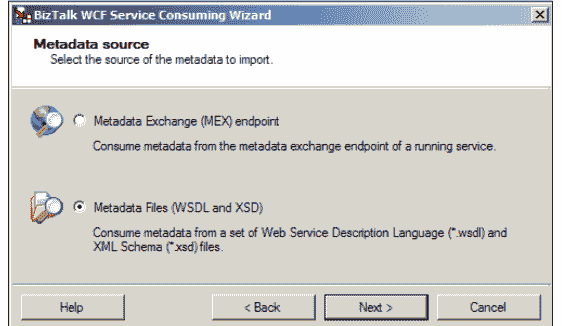 BizTalk WCF Service Consuming Wizard
Metadata source
Select the source of the metadata to import.
Metadata Exchange (MEX) endpoint
Consume metadata from the metadata exchange endpoint of a running service.
Metadata Files (WSDL and XSD)
Consume metadata from a set of Web Service Description Language (*.wsdl) and
XML Schema (*.xsd) files.
Help < Back Next > Cancel